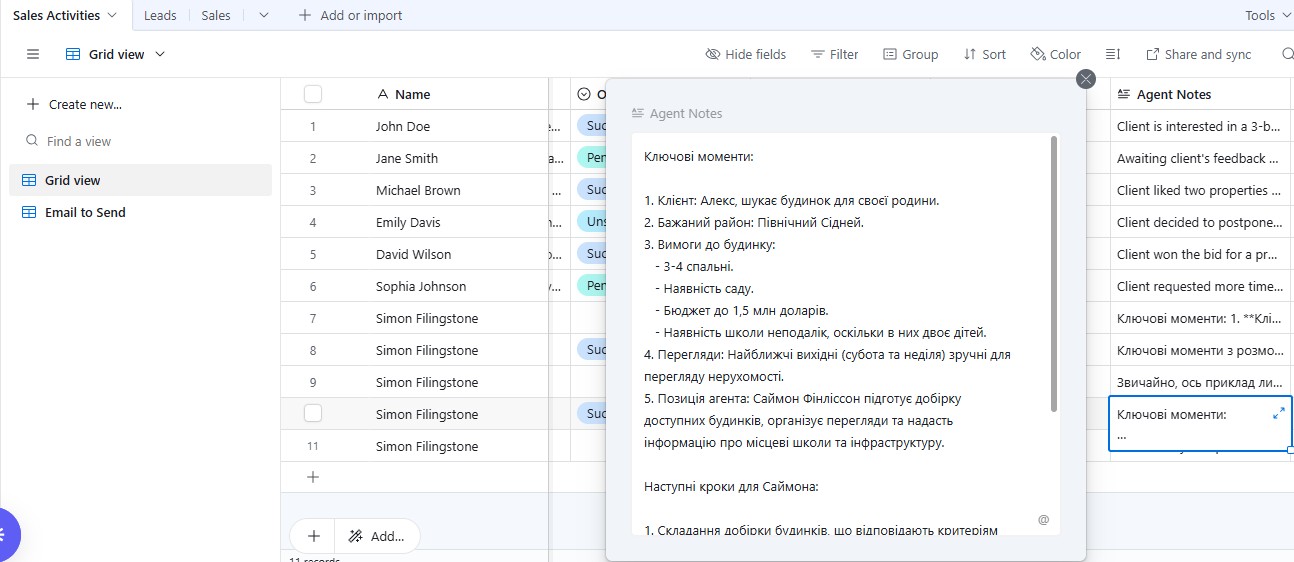 Sales Activities Leads Sales Add or import Tools
Grid view Hide fields Filter Group Sort Color Share and sync
Create new...
Find a view
Grid view
Email to Send
Name Agent Notes
1 John Doe Suc Client is interested in a 3-b...
2 Jane Smith Pen Awaiting client's feedback ...
3 Michael Brown Suc Client liked two properties ...
4 Emily Davis Uns Client decided to postpone...
5 David Wilson Suc Client won the bid for a pr...
6 Sophia Johnson Pen Client requested more time...
7 Simon Filingstone Ключові моменти: 1. **Клі...
8 Simon Filingstone Suc Ключові моменти з розмо...
9 Simon Filingstone Звичайно, ось приклад ли...
Simon Filingstone Suc Ключові моменти:
...
11 Simon Filingstone
Add...
11 records
Agent Notes
Ключові моменти:
1. Клієнт: Алекс, шукає будинок для своєї родини.
2. Бажаний район: Північний Сідней.
3. Вимоги до будинку:
- 3-4 спальні.
- Наявність саду.
- Бюджет до 1,5 млн доларів.
- Наявність школи неподалік, оскільки в них двоє дітей.
4. Перегляди: Найближчі вихідні (субота та неділя) зручні для
перегляду нерухомості.
5. Позиція агента: Саймон Фінліссон підготує добірку
доступних будинків, організує перегляди та надасть
інформацію про місцеві школи та інфраструктуру.
Наступні кроки для Саймона:
1. Складання добірки будинків, що відповідають критеріям
@